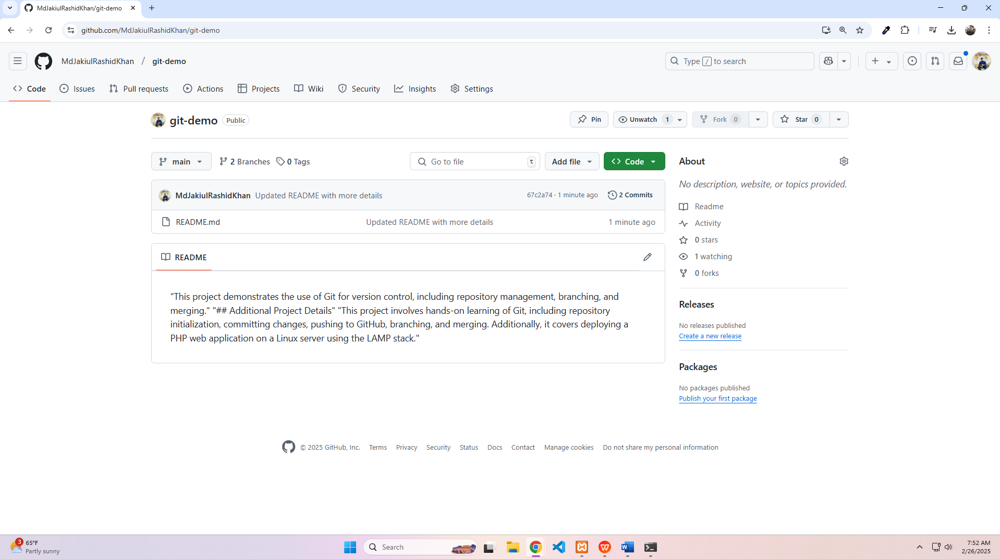 MdJakiulRashidKhan/git-demo
github.com/MdJakiulRashidKhan/git-demo
MdJakiulRashidKhan / git-demo
Type / to search
Code Issues Pull requests Actions Projects Wiki Security Insights Settings
git-demo Public
Pin Unwatch 1 Fork 0 Star 0
main 2 Branches 0 Tags Go to file t Add file Code
About
No description, website, or topics provided.
MdJakiulRashidKhan Updated README with more details 67c2a74 · 1 minute ago 2 Commits
README.md Updated README with more details 1 minute ago
Readme
Activity
0 stars
1 watching
0 forks
README
"This project demonstrates the use of Git for version control, including repository management, branching, and
merging." "## Additional Project Details" "This project involves hands-on learning of Git, including repository
initialization, committing changes, pushing to GitHub, branching, and merging. Additionally, it covers deploying a
PHP web application on a Linux server using the LAMP stack."
Releases
No releases published
Create a new release
Packages
No packages published
Publish your first package
© 2025 GitHub, Inc. Terms Privacy Security Status Docs Contact Manage cookies Do not share my personal information
3
65°F
Partly sunny
Search
7:52 AM
2/26/2025